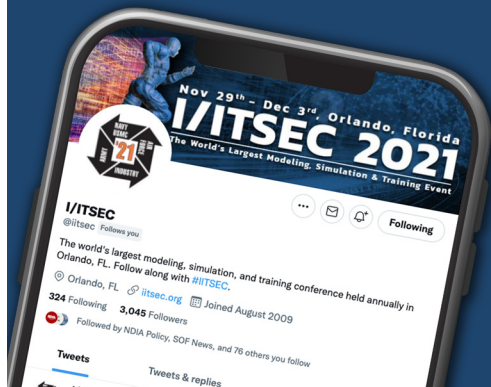 Nov 29th - Dec 3rd, Orlando, Florida
I/ITSEC 2021
The World's Largest Modeling, Simulation & Training Event
NAVY
USMC
AIR
FORCE
ARMY
'21
INDUSTRY
Following
I/ITSEC
@iitsec Follows you
The world's largest modeling, simulation, and training conference held annually in
Orlando, FL. Follow along with #IITSEC.
Orlando, FL iitsec.org Joined August 2009
324 Following 3,045 Followers
Followed by NDIA Policy, SOF News, and 76 others you follow
Tweets Tweets & replies